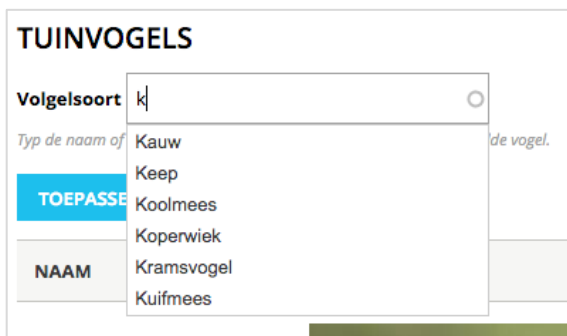 TUINVOGELS
Volgelsoort k
Typ de naam of de vogel.
Kauw
Keep
Koolmees
Koperwiek
Kramsvogel
Kuifmees
TOEPASSE
NAAM